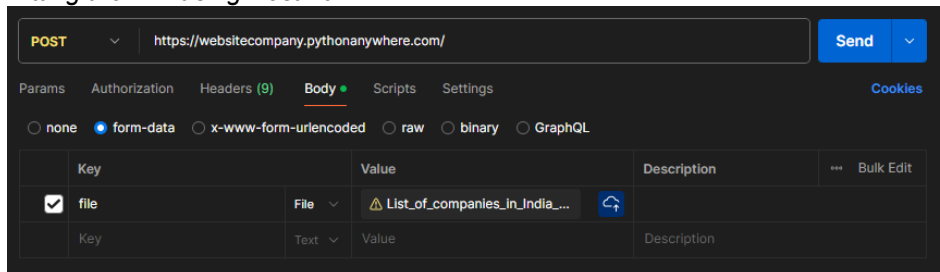 POST https://websitecompany.pythonanywhere.com/ Send
Params Authorization Headers (9) Body Scripts Settings Cookies
none form-data x-www-form-urlencoded raw binary GraphQL
Key Value Description ••• Bulk Edit
file File List_of_companies_in_India_...
Key Text Value Description